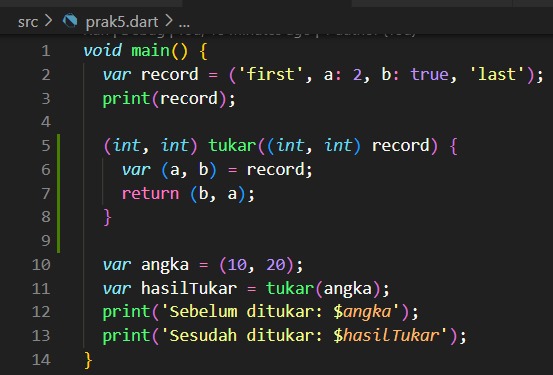 src > prak5.dart > ...
1 void main() {
2   var record = ('first', a: 2, b: true, 'last');
3   print(record);
4
5   (int, int) tukar((int, int) record) {
6     var (a, b) = record;
7     return (b, a);
8   }
9
10   var angka = (10, 20);
11   var hasilTukar = tukar(angka);
12   print('Sebelum ditukar: $angka');
13   print('Sesudah ditukar: $hasilTukar');
14 }